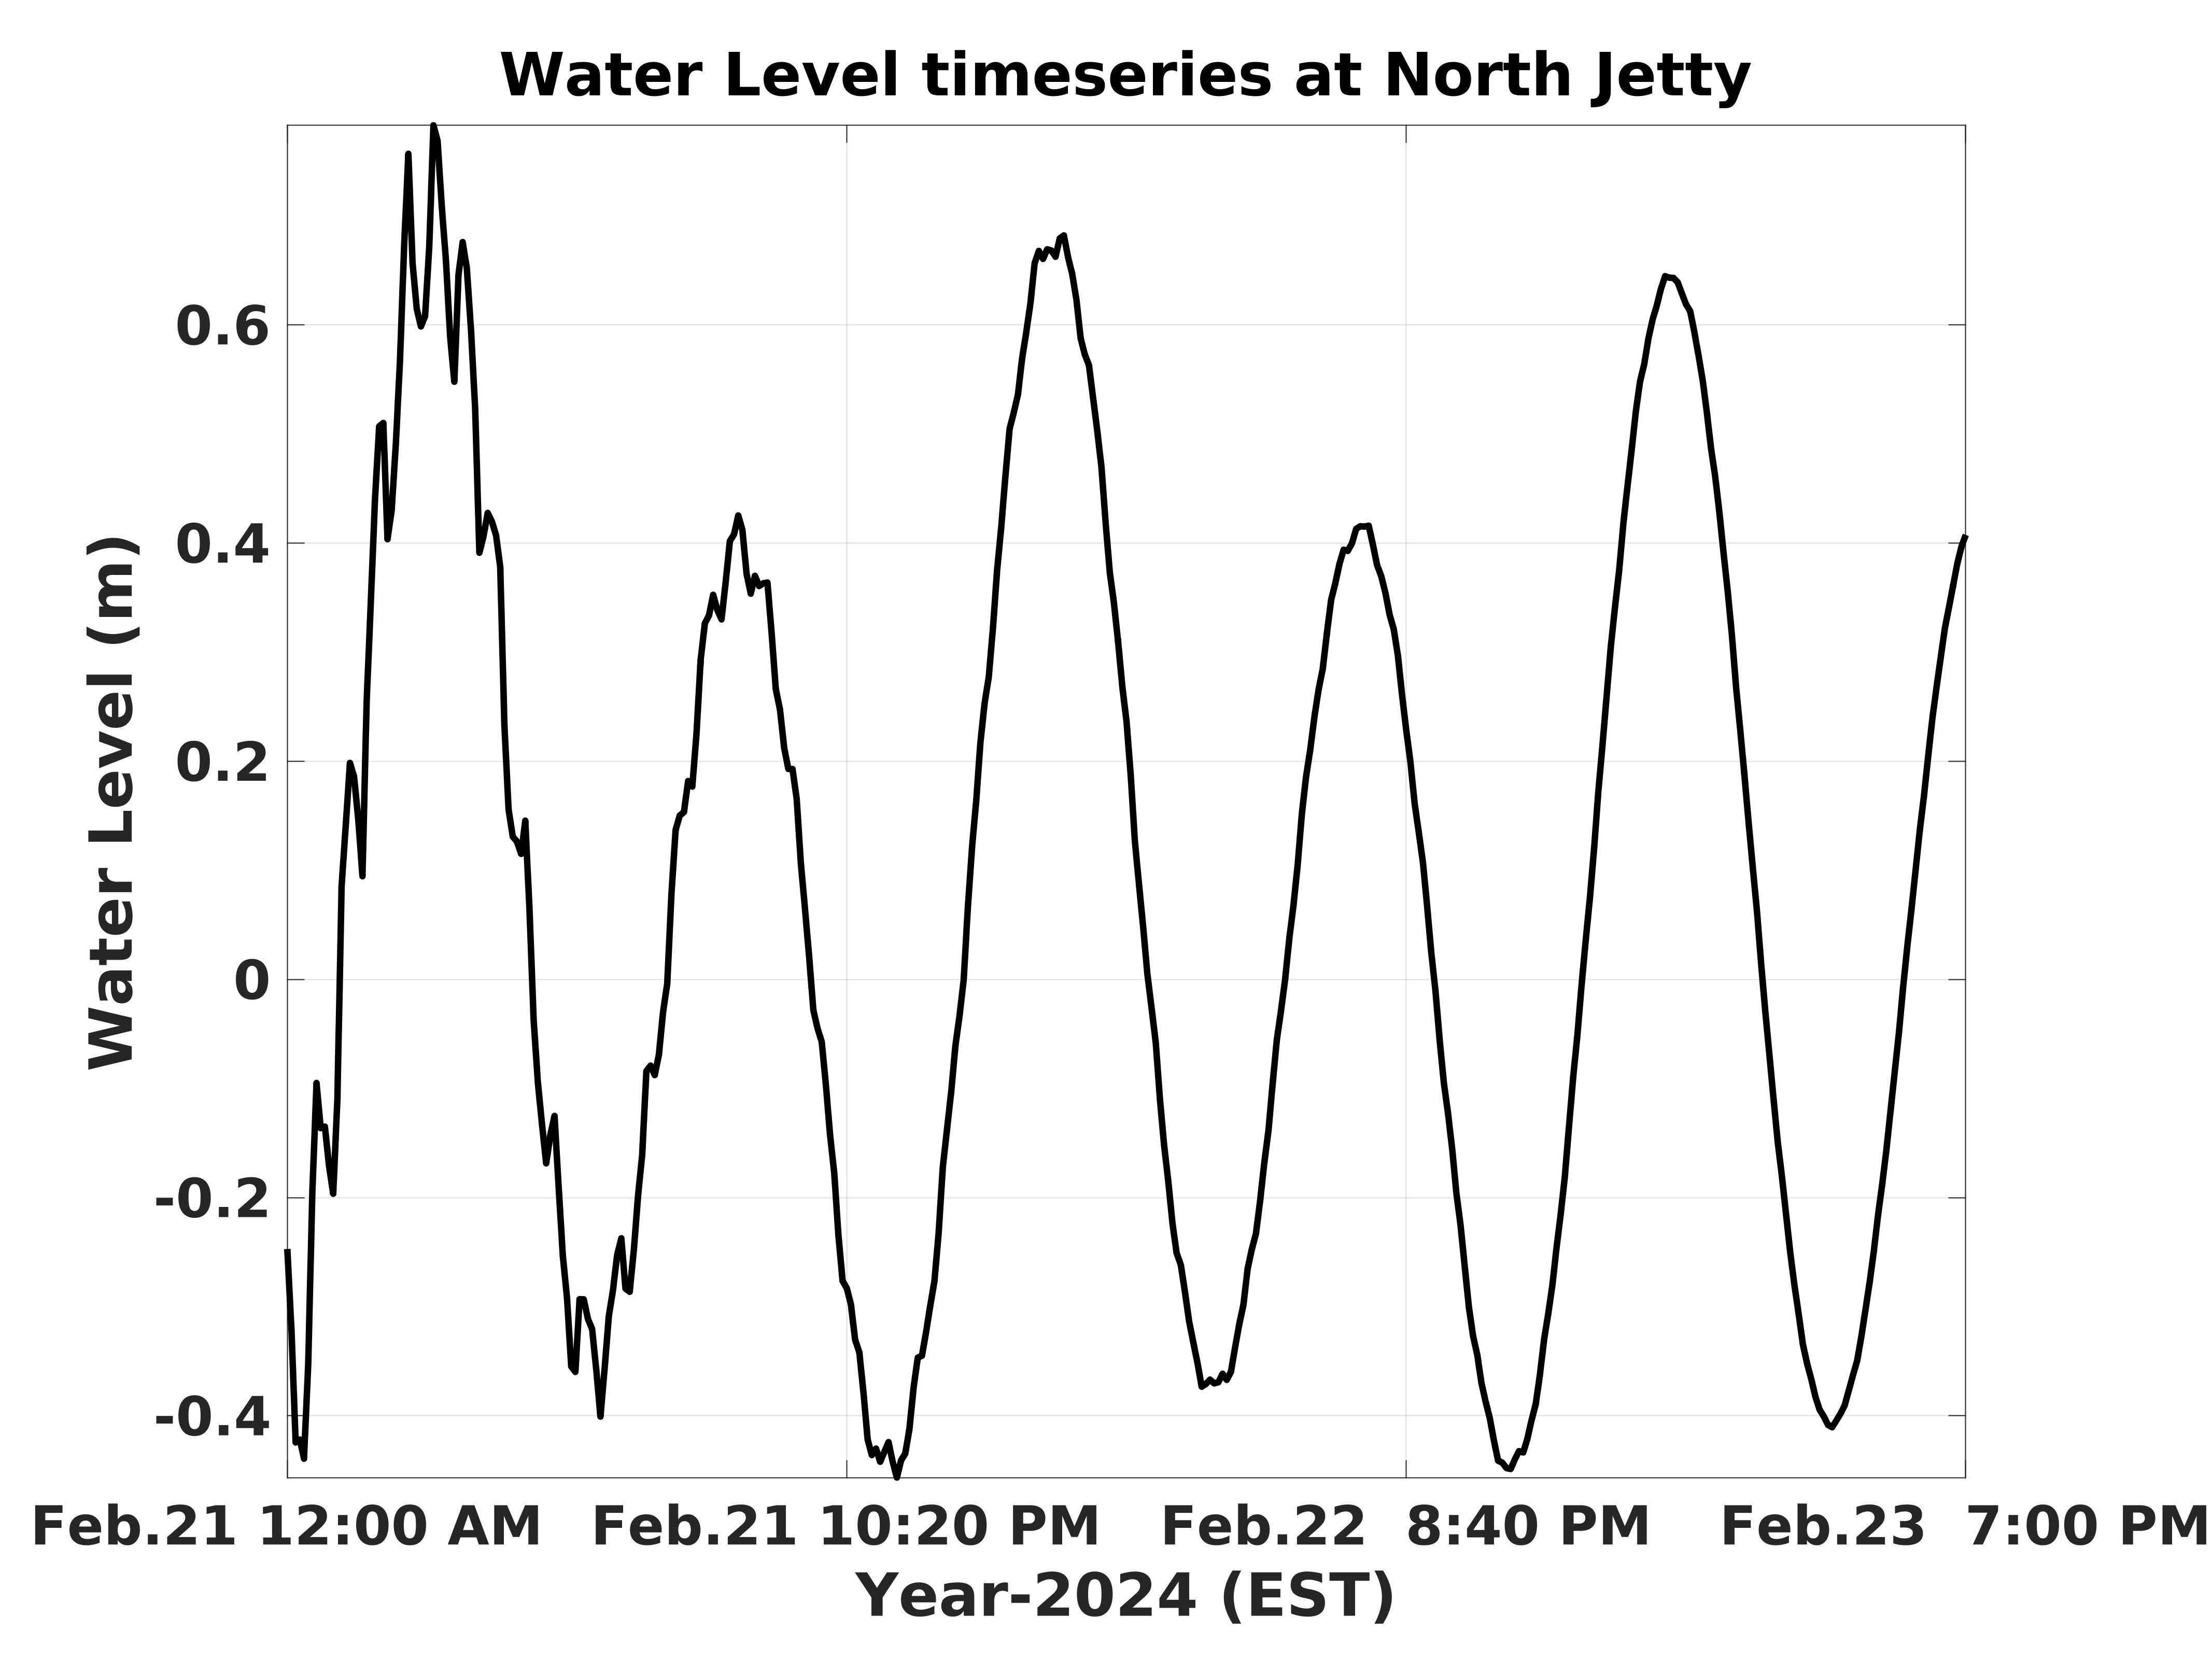 Water Level timeseries at North Jetty
Water Level (m)
0.6
0.4
0.2
0
-0.2
-0.4
Feb.21 12:00 AM Feb.21 10:20 PM Feb.22 8:40 PM Feb.23 7:00 PM
Year-2024 (EST)